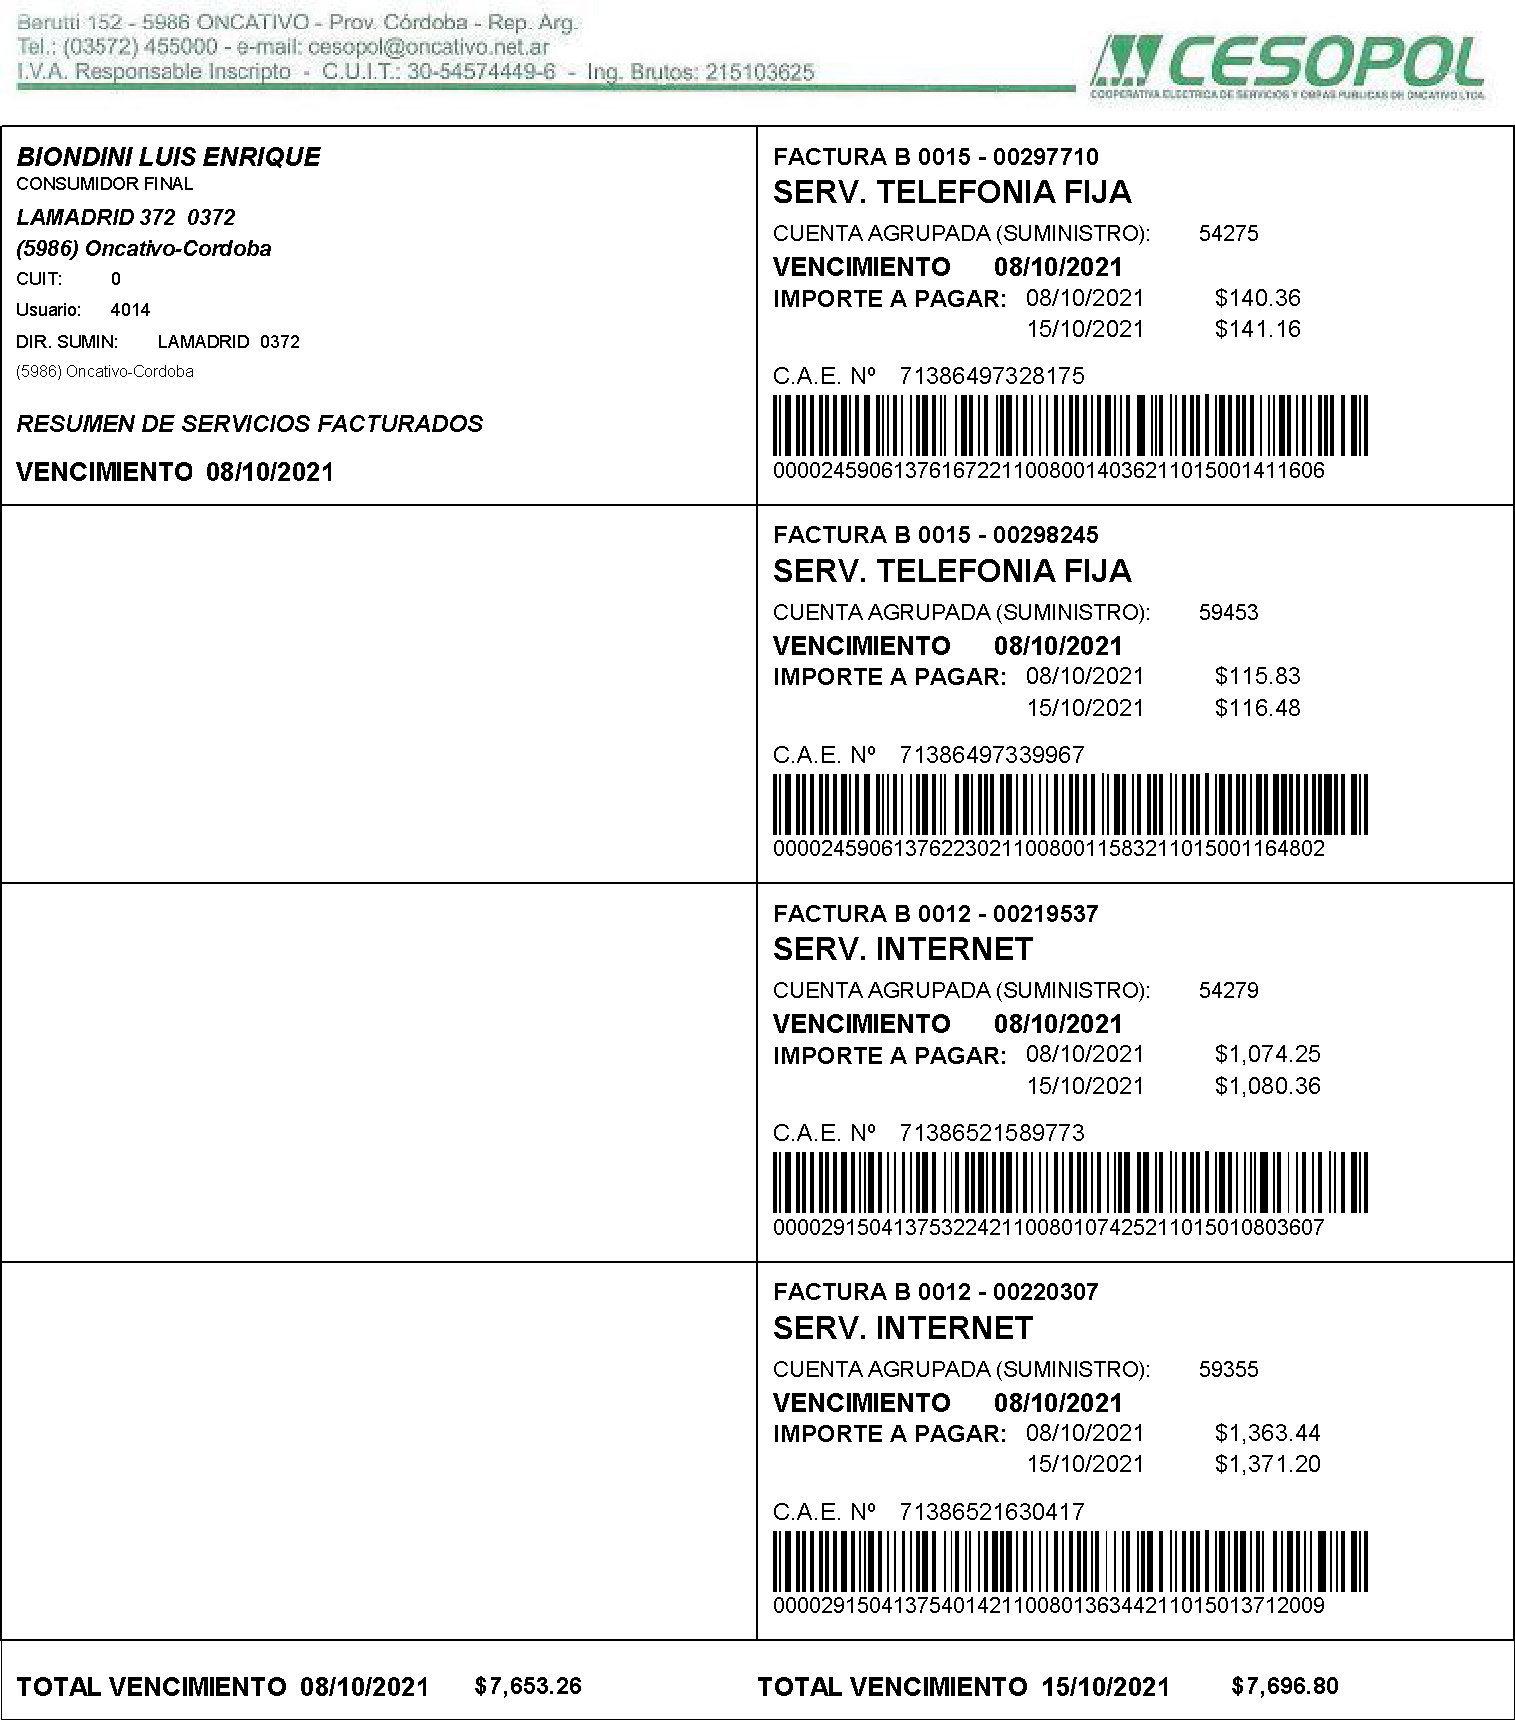 Berutti 152 - 5986 ONCATIVO - Prov. Córdoba - Rep. Arg.
Tel.: (03572) 455000 - e-mail: cesopol@oncativo.net.ar
I.V.A. Responsable Inscripto - C.U.I.T.: 30-54574449-6 - Ing. Brutos: 215103625
CESOPOL
COOPERATIVA ELECTRICA DE SERVICIOS Y OBRAS PUBLICAS DE ONCATIVO LTDA.
BIONDINI LUIS ENRIQUE
CONSUMIDOR FINAL
LAMADRID 372 0372
(5986) Oncativo-Cordoba
CUIT: 0
Usuario: 4014
DIR. SUMIN: LAMADRID 0372
(5986) Oncativo-Cordoba
RESUMEN DE SERVICIOS FACTURADOS
VENCIMIENTO 08/10/2021
FACTURA B 0015 - 00297710
SERV. TELEFONIA FIJA
CUENTA AGRUPADA (SUMINISTRO): 54275
VENCIMIENTO 08/10/2021
IMPORTE A PAGAR: 08/10/2021 $140.36
15/10/2021 $141.16
C.A.E. Nº 71386497328175
0000245906137616722110080014036211015001411606
FACTURA B 0015 - 00298245
SERV. TELEFONIA FIJA
CUENTA AGRUPADA (SUMINISTRO): 59453
VENCIMIENTO 08/10/2021
IMPORTE A PAGAR: 08/10/2021 $115.83
15/10/2021 $116.48
C.A.E. Nº 71386497339967
0000245906137622302110080011583211015001164802
FACTURA B 0012 - 00219537
SERV. INTERNET
CUENTA AGRUPADA (SUMINISTRO): 54279
VENCIMIENTO 08/10/2021
IMPORTE A PAGAR: 08/10/2021 $1,074.25
15/10/2021 $1,080.36
C.A.E. Nº 71386521589773
0000291504137532242110080107425211015010803607
FACTURA B 0012 - 00220307
SERV. INTERNET
CUENTA AGRUPADA (SUMINISTRO): 59355
VENCIMIENTO 08/10/2021
IMPORTE A PAGAR: 08/10/2021 $1,363.44
15/10/2021 $1,371.20
C.A.E. Nº 71386521630417
0000291504137540142110080136344211015013712009
TOTAL VENCIMIENTO 08/10/2021 $7,653.26 TOTAL VENCIMIENTO 15/10/2021 $7,696.80